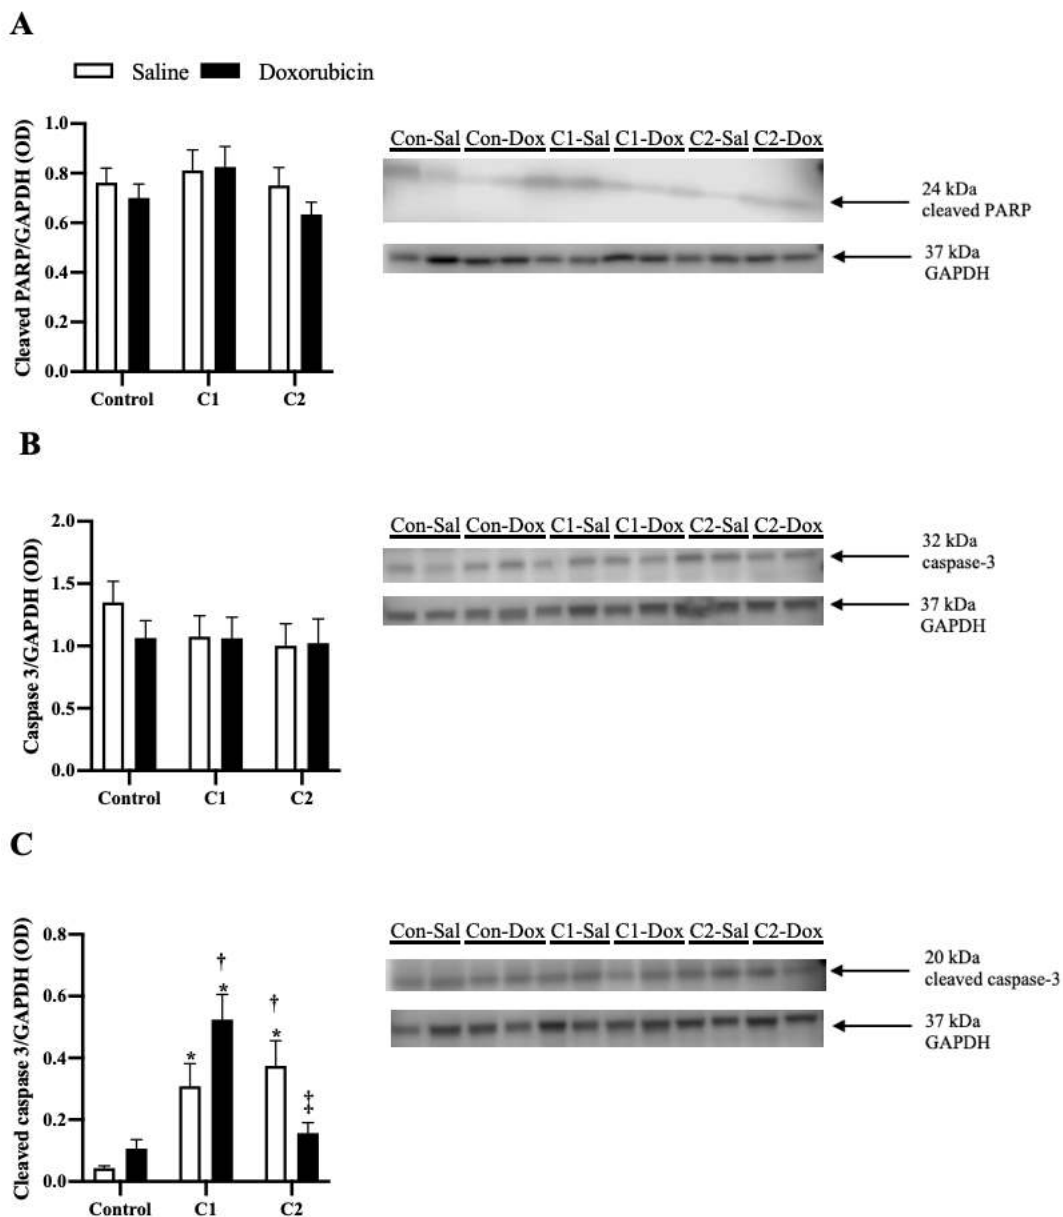 A
Saline Doxorubicin
Cleaved PARP/GAPDH (OD)
1.0
0.8
0.6
0.4
0.2
0.0
Control C1 C2
Con-Sal Con-Dox C1-Sal C1-Dox C2-Sal C2-Dox
24 kDa
cleaved PARP
37 kDa
GAPDH
B
Caspase 3/GAPDH (OD)
2.0
1.5
1.0
0.5
0.0
Control C1 C2
Con-Sal Con-Dox C1-Sal C1-Dox C2-Sal C2-Dox
32 kDa
caspase-3
37 kDa
GAPDH
C
Cleaved caspase 3/GAPDH (OD)
0.8
0.6
0.4
0.2
0.0
†
*
†
*
*
‡
Control C1 C2
Con-Sal Con-Dox C1-Sal C1-Dox C2-Sal C2-Dox
20 kDa
cleaved caspase-3
37 kDa
GAPDH